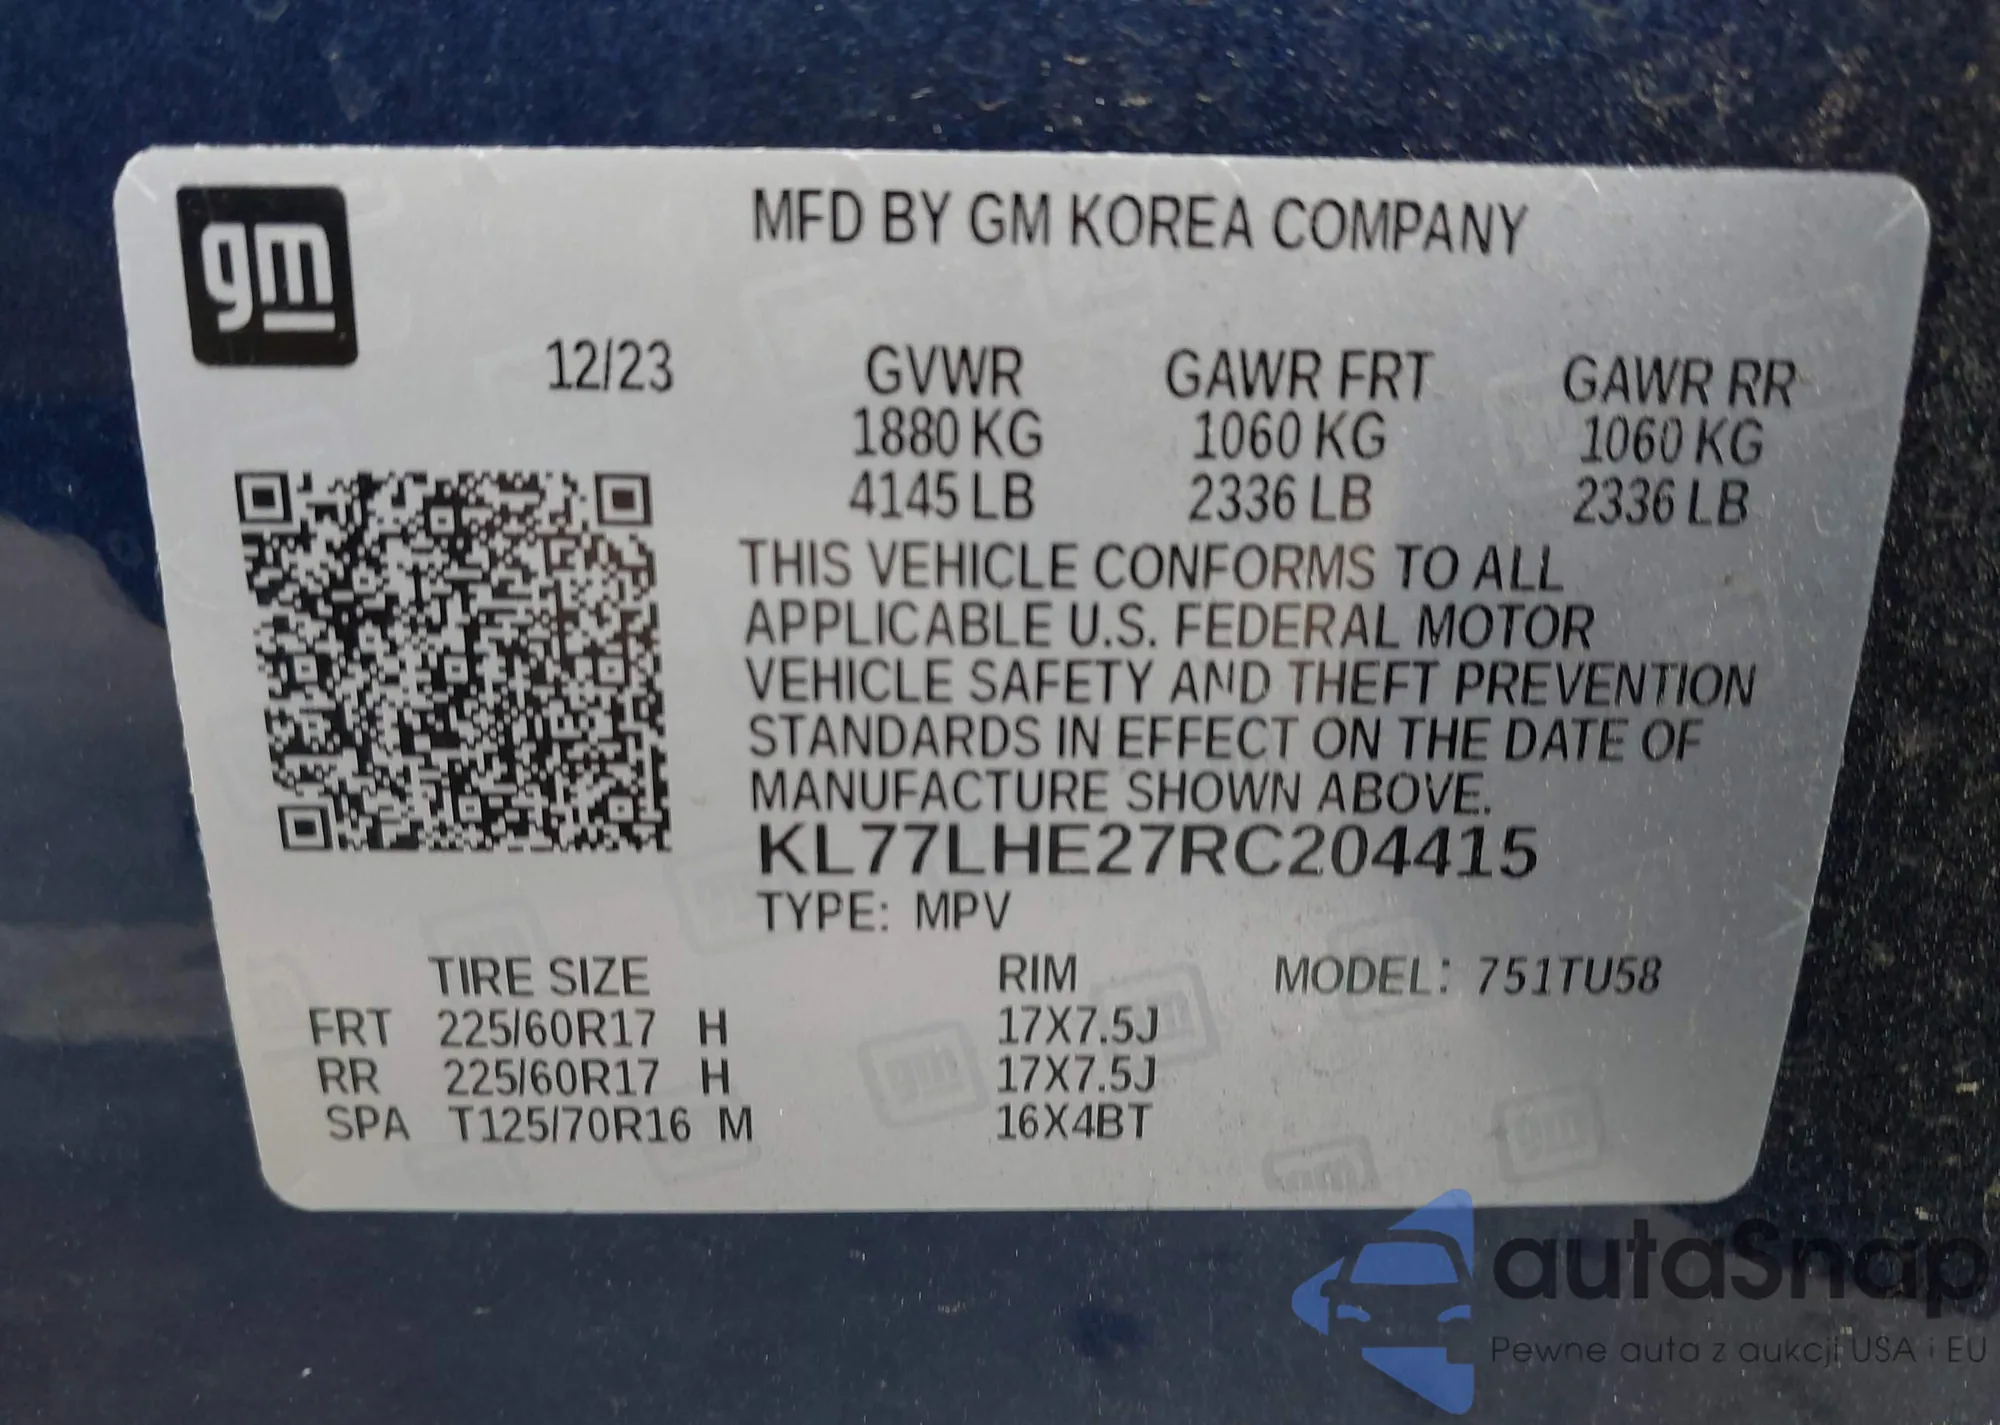 gm
MFD BY GM KOREA COMPANY
12/23 GVWR GAWR FRT GAWR RR
1880 KG 1060 KG 1060 KG
4145 LB 2336 LB 2336 LB
THIS VEHICLE CONFORMS TO ALL
APPLICABLE U.S. FEDERAL MOTOR
VEHICLE SAFETY AND THEFT PREVENTION
STANDARDS IN EFFECT ON THE DATE OF
MANUFACTURE SHOWN ABOVE.
KL77LHE27RC204415
TYPE: MPV
TIRE SIZE RIM MODEL: 751TU58
FRT 225/60R17 H 17X7.5J
RR 225/60R17 H 17X7.5J
SPA T125/70R16 M 16X4BT
autaSnap
Pewne auta z aukcji USA i EU